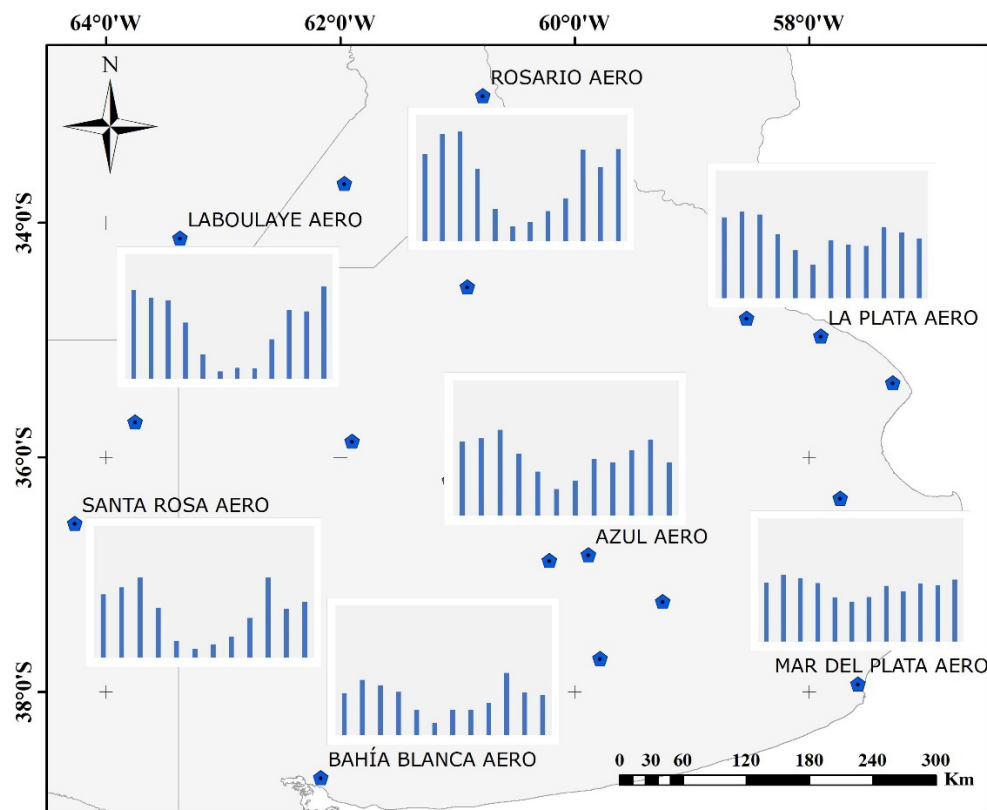 64°0'W 62°0'W 60°0'W 58°0'W
N
ROSARIO AERO
34°0'S
LABOULAYE AERO
LA PLATA AERO
36°0'S
SANTA ROSA AERO
AZUL AERO
MAR DEL PLATA AERO
38°0'S
BAHÍA BLANCA AERO
0 30 60 120 180 240 300
Km